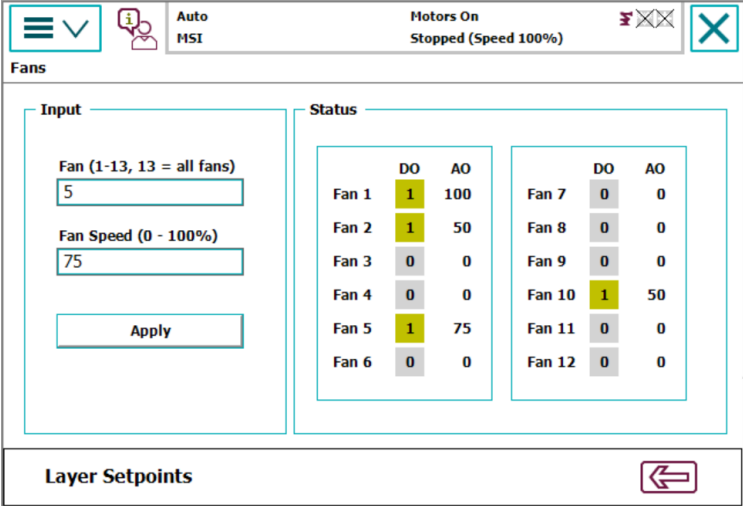 Auto
MSI
Motors On
Stopped (Speed 100%)
Fans
Input
Fan (1-13, 13 = all fans)
5
Fan Speed (0 - 100%)
75
Apply
Status
DO AO
Fan 1 1 100
Fan 2 1 50
Fan 3 0 0
Fan 4 0 0
Fan 5 1 75
Fan 6 0 0
DO AO
Fan 7 0 0
Fan 8 0 0
Fan 9 0 0
Fan 10 1 50
Fan 11 0 0
Fan 12 0 0
Layer Setpoints